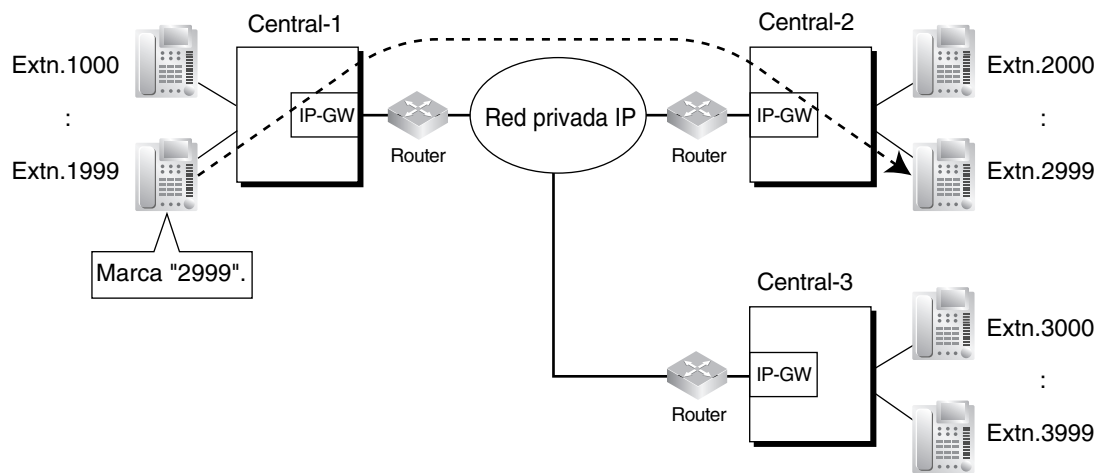 Central-1
Central-2
Extn.1000
:
Extn.1999
IP-GW
Router
Red privada IP
Router
IP-GW
Extn.2000
:
Extn.2999
Marca "2999".
Central-3
IP-GW
Router
Extn.3000
:
Extn.3999